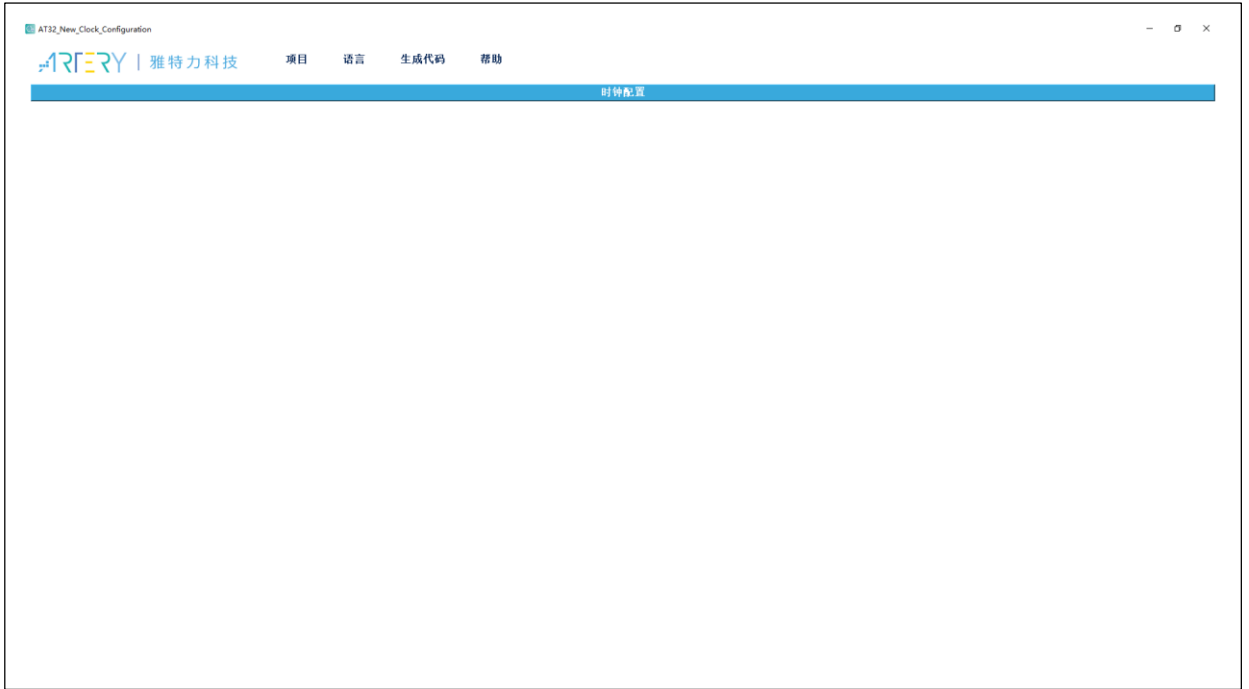 AT32_New_Clock_Configuration
ARTERY | 雅特力科技 项目 语言 生成代码 帮助
时钟配置